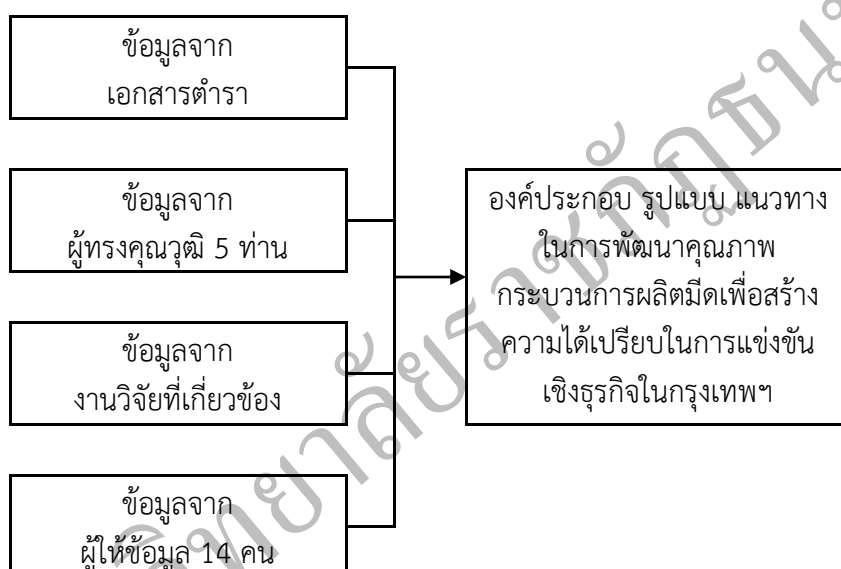 ข้อมูลจาก
เอกสารตำรา
ข้อมูลจาก
ผู้ทรงคุณวุฒิ 5 ท่าน
ข้อมูลจาก
งานวิจัยที่เกี่ยวข้อง
ข้อมูลจาก
ผู้ให้ข้อมูล 14 คน
องค์ประกอบ รูปแบบ แนวทาง
ในการพัฒนาคุณภาพ
กระบวนการผลิตมีดเพื่อสร้าง
ความได้เปรียบในการแข่งขัน
เชิงธุรกิจในกรุงเทพฯ